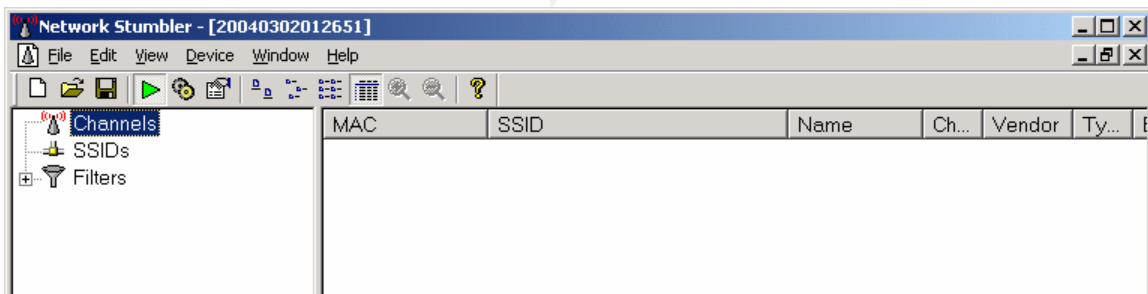 Network Stumbler - [20040302012651]
File Edit View Device Window Help
Channels
SSIDs
Filters
MAC SSID Name Ch... Vendor Ty...